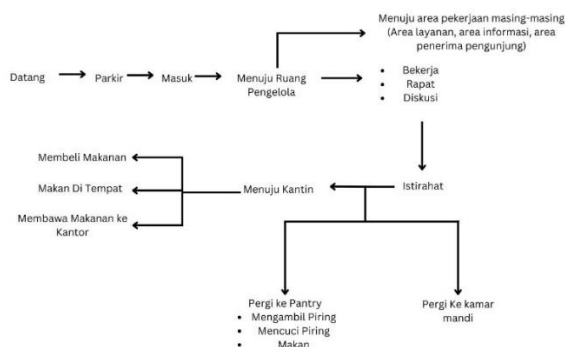 Menuju area pekerjaan masing-masing
(Area layanan, area informasi, area
penerima pengunjung)
Datang
Parkir
Masuk
Menuju Ruang
Pengelola
• Bekerja
• Rapat
• Diskusi
Membeli Makanan
Makan Di Tempat
Membawa Makanan ke
Kantor
Menuju Kantin
Istirahat
Pergi ke Pantry
• Mengambil Piring
• Mencuci Piring
• Makan
Pergi Ke kamar
mandi